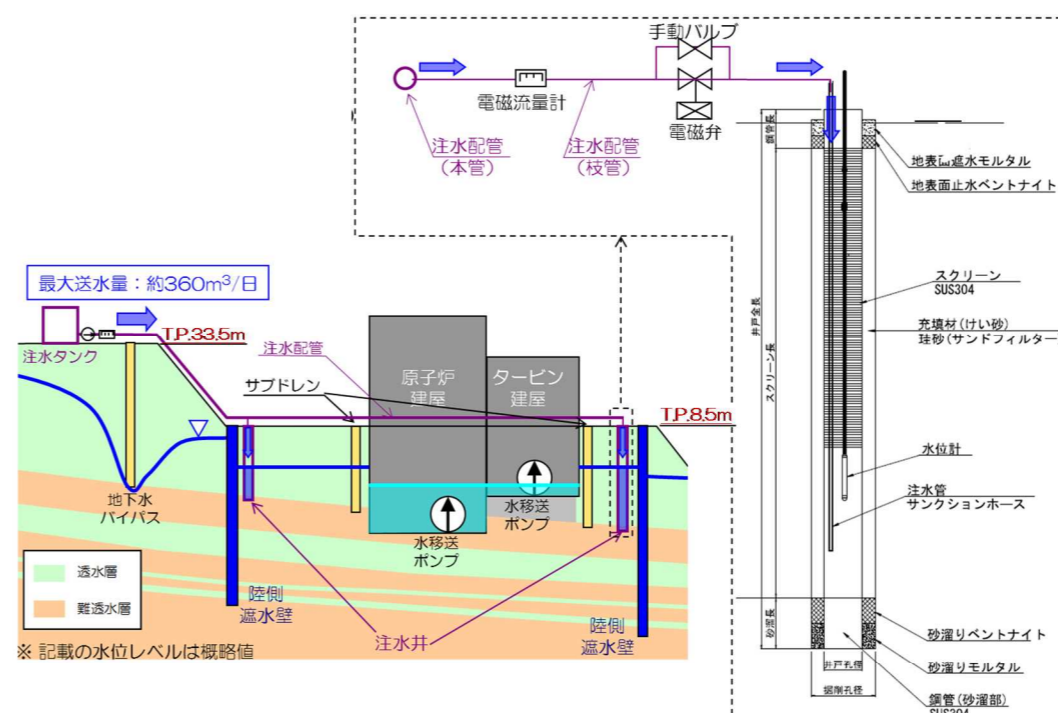 手動バルブ
電磁流量計
電磁弁
注水配管
(本管)
注水配管
(枝管)
鋼管長
地表面遮水モルタル
地表面止水ベントナイト
スクリーン
SUS304
井戸全長
スクリーン長
充填材(けい砂)
珪砂(サンドフィルター
水位計
注水管
サンクションホース
砂溜長
砂溜りベントナイト
砂溜りモルタル
井戸孔径
掘削孔径
鋼管(砂溜部)
SUS304
最大送水量:約360m³/日
T.P.33.5m
注水タンク
注水配管
サブドレン
原子炉
建屋
タービン
建屋
T.P.8.5m
地下水
バイパス
水移送
ポンプ
水移送
ポンプ
透水層
難透水層
陸側
遮水壁
注水井
陸側
遮水壁
※ 記載の水位レベルは概略値